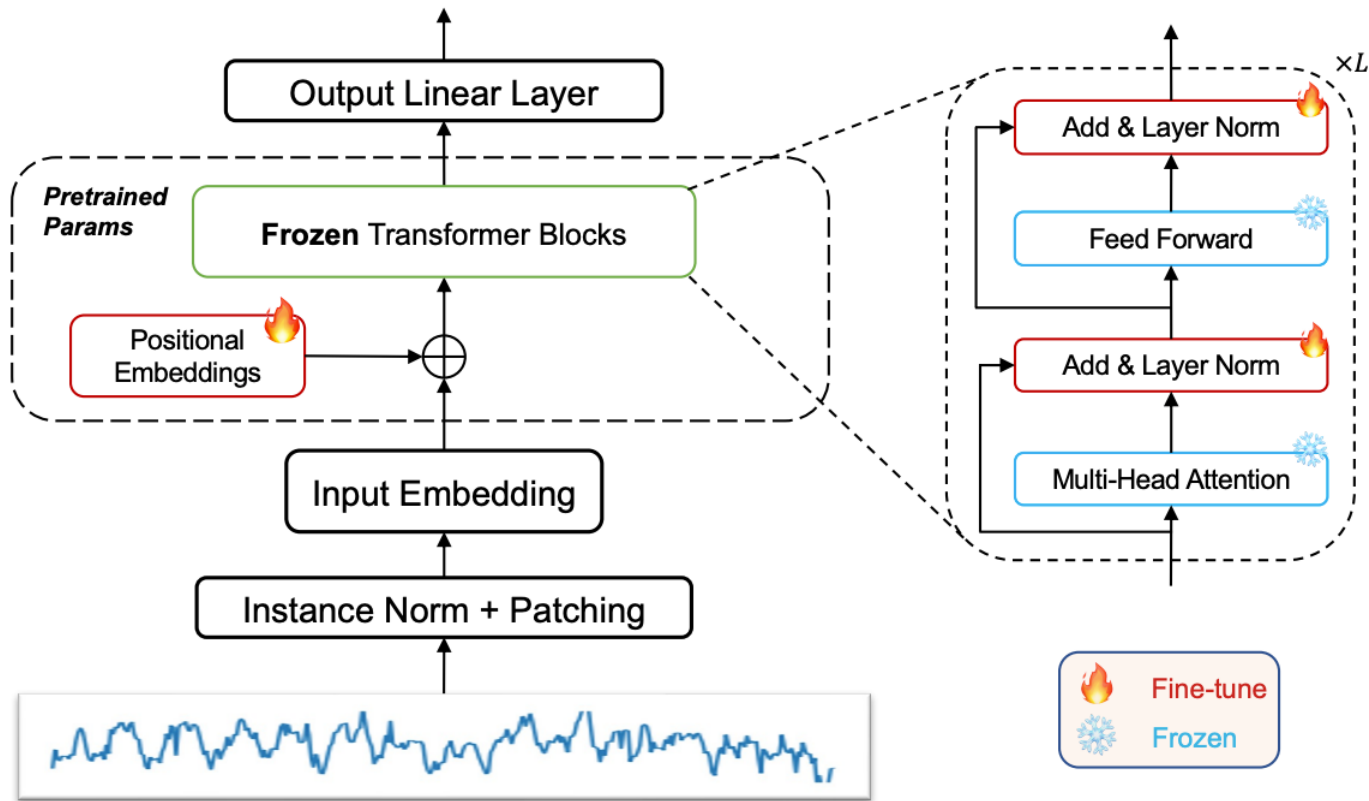 Output Linear Layer
Pretrained
Params
Frozen Transformer Blocks
Positional
Embeddings
Input Embedding
Instance Norm + Patching
×L
Add & Layer Norm
Feed Forward
Add & Layer Norm
Multi-Head Attention
Fine-tune
Frozen